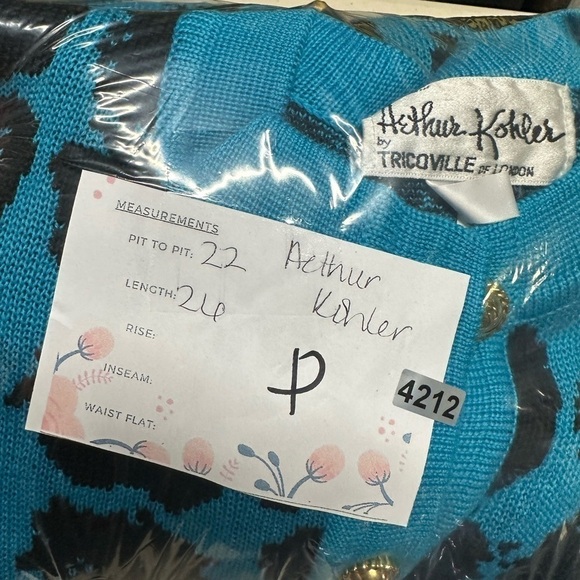 Arthur Kohler
by
TRICOVILLE OF LONDON
MEASUREMENTS
PIT TO PIT: 22
LENGTH: 26
RISE:
INSEAM:
WAIST FLAT:
Arthur
Kohler
P
4212